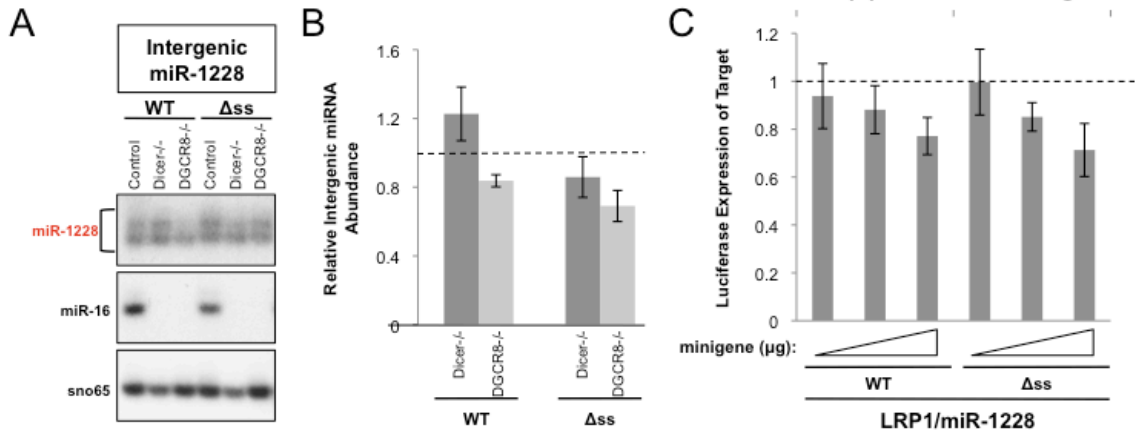 A
Intergenic
miR-1228
WT
Δss
Control
Dicer-/-
DGCR8-/-
Control
Dicer-/-
DGCR8-/-
miR-1228
miR-16
sno65
B
Relative Intergenic miRNA
Abundance
1.6
1.2
0.8
0.4
0
Dicer-/-
DGCR8-/-
Dicer-/-
DGCR8-/-
WT
Δss
C
Luciferase Expression of Target
1.2
1
0.8
0.6
0.4
0.2
0
minigene (µg):
WT
Δss
LRP1/miR-1228